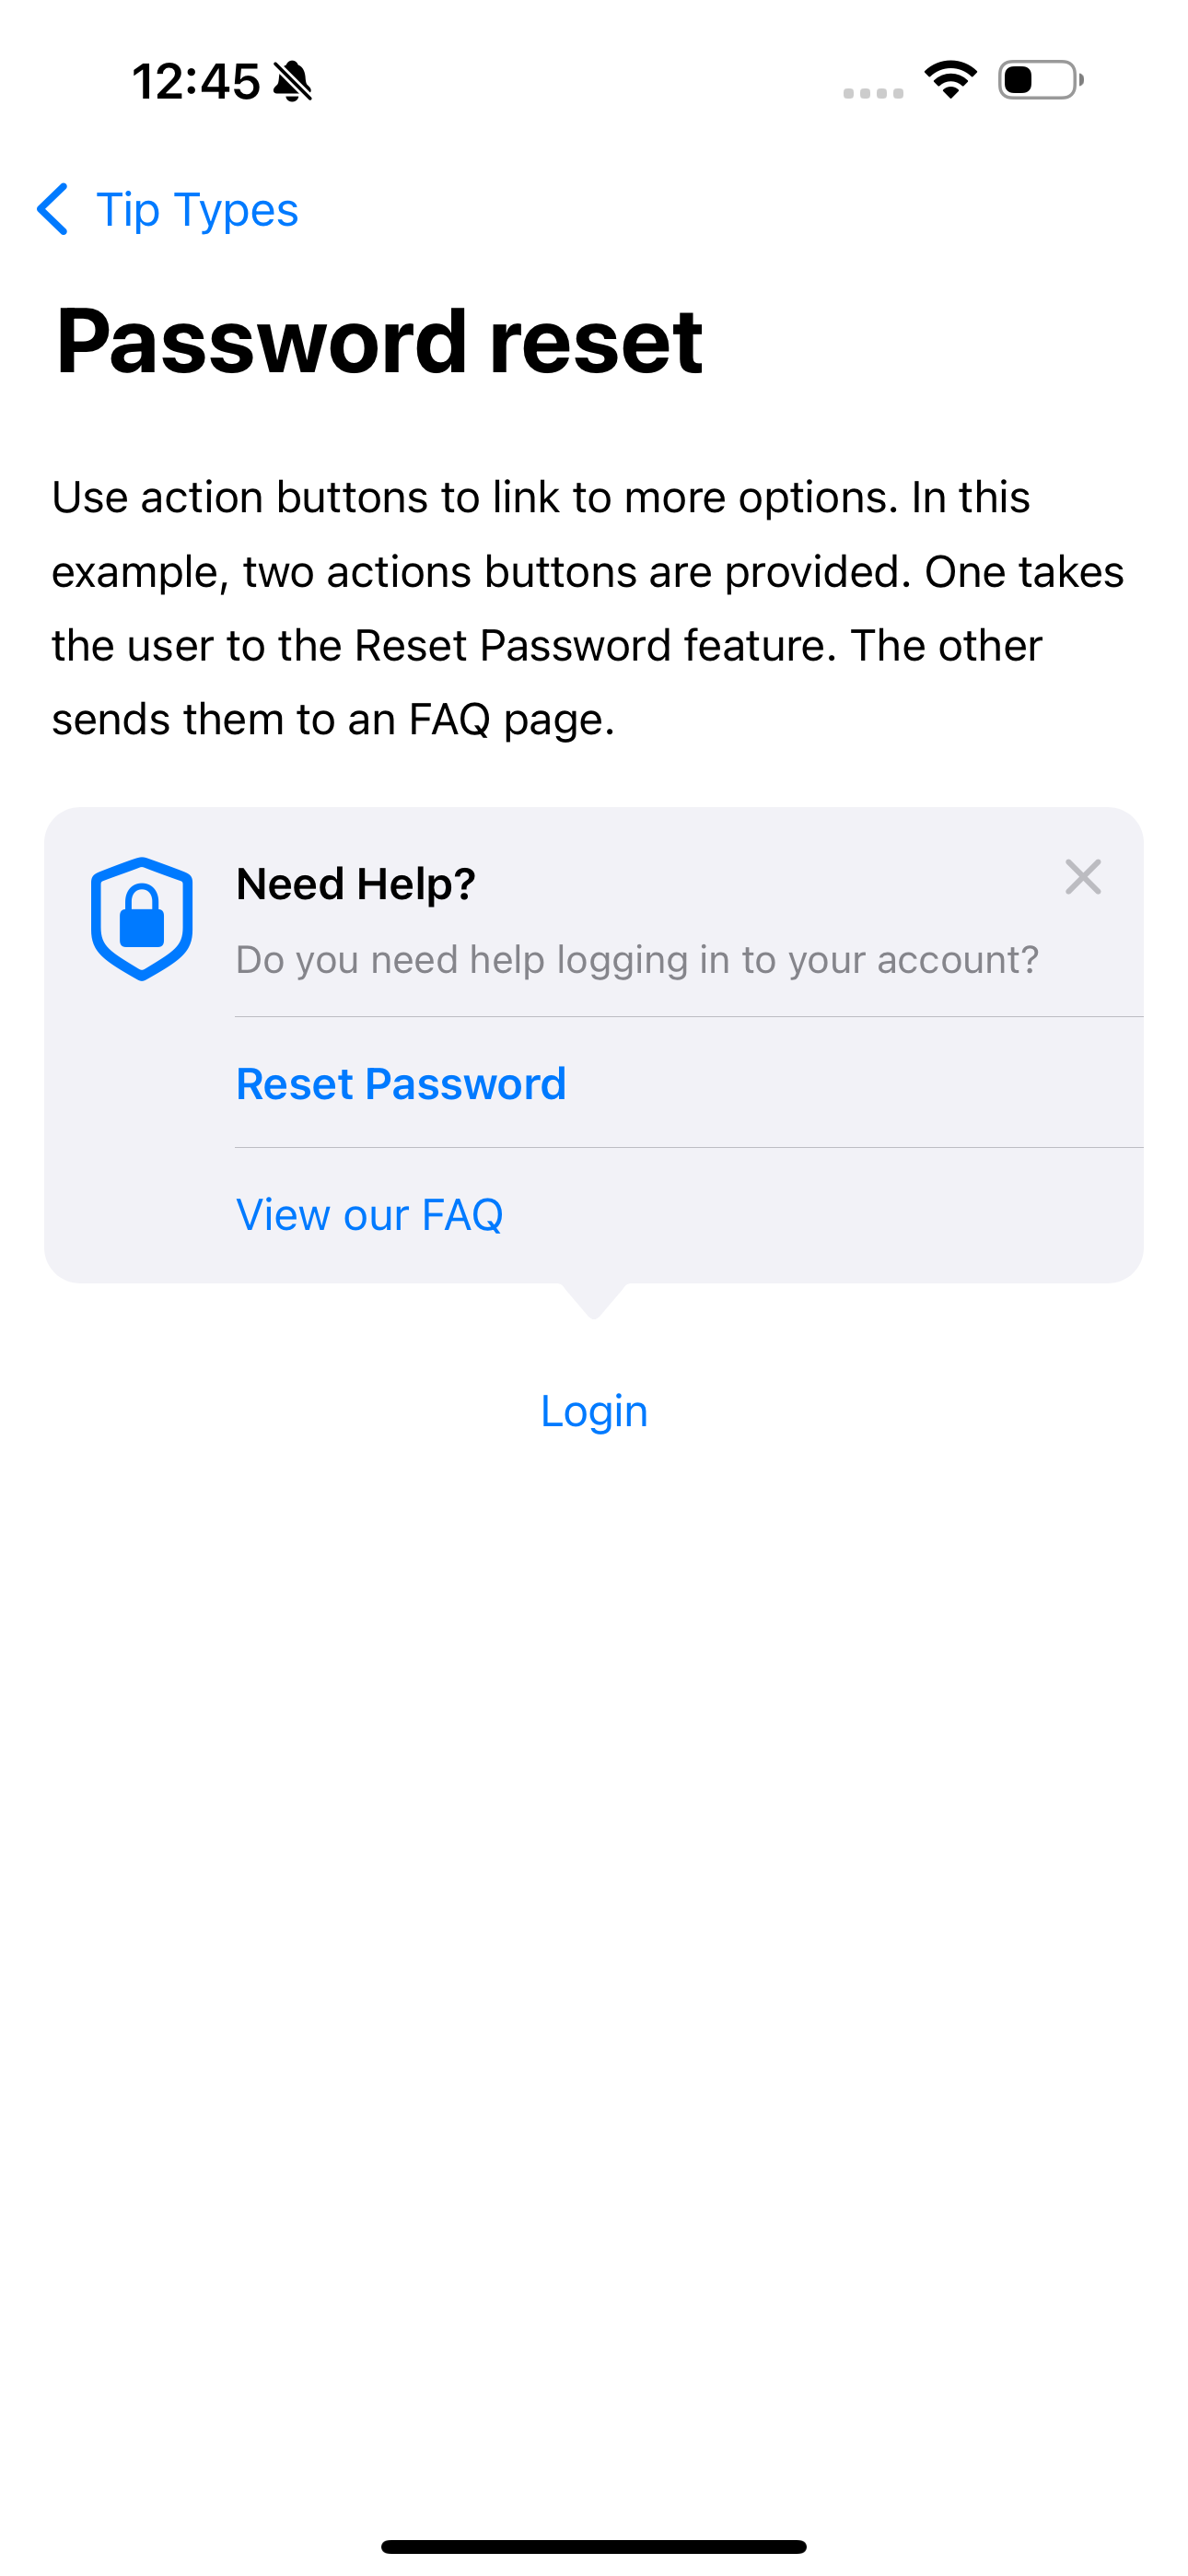 12:45
Tip Types
Password reset
Use action buttons to link to more options. In this
example, two actions buttons are provided. One takes
the user to the Reset Password feature. The other
sends them to an FAQ page.
Need Help?
Do you need help logging in to your account?
Reset Password
View our FAQ
Login